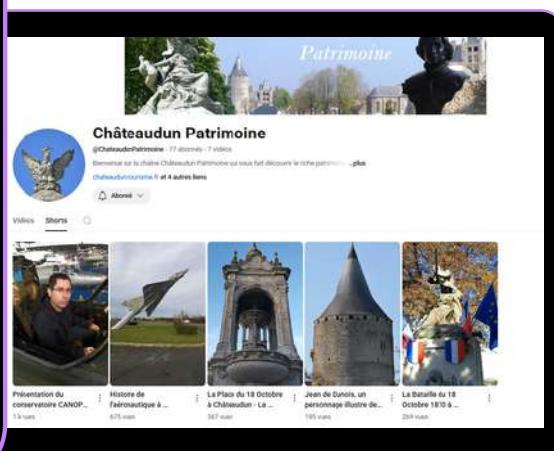 Patrimoine
Châteaudun Patrimoine
@ChateaudunPatrimoine · 77 abonnés · 7 vidéos
Bienvenue sur la chaîne Châteaudun Patrimoine qui vous fait découvrir le riche ...plus
chateaudun-tourisme.fr et 4 autres liens
Abonné
Vidéos Shorts
Présentation du conservatoire CANOP...
1 k vues
Histoire de l'aéronautique à ...
675 vues
La Place du 18 Octobre à Châteaudun - La ...
367 vues
Jean de Dunois, un personnage illustre de...
195 vues
La Bataille du 18 Octobre 1870 à ...
269 vues